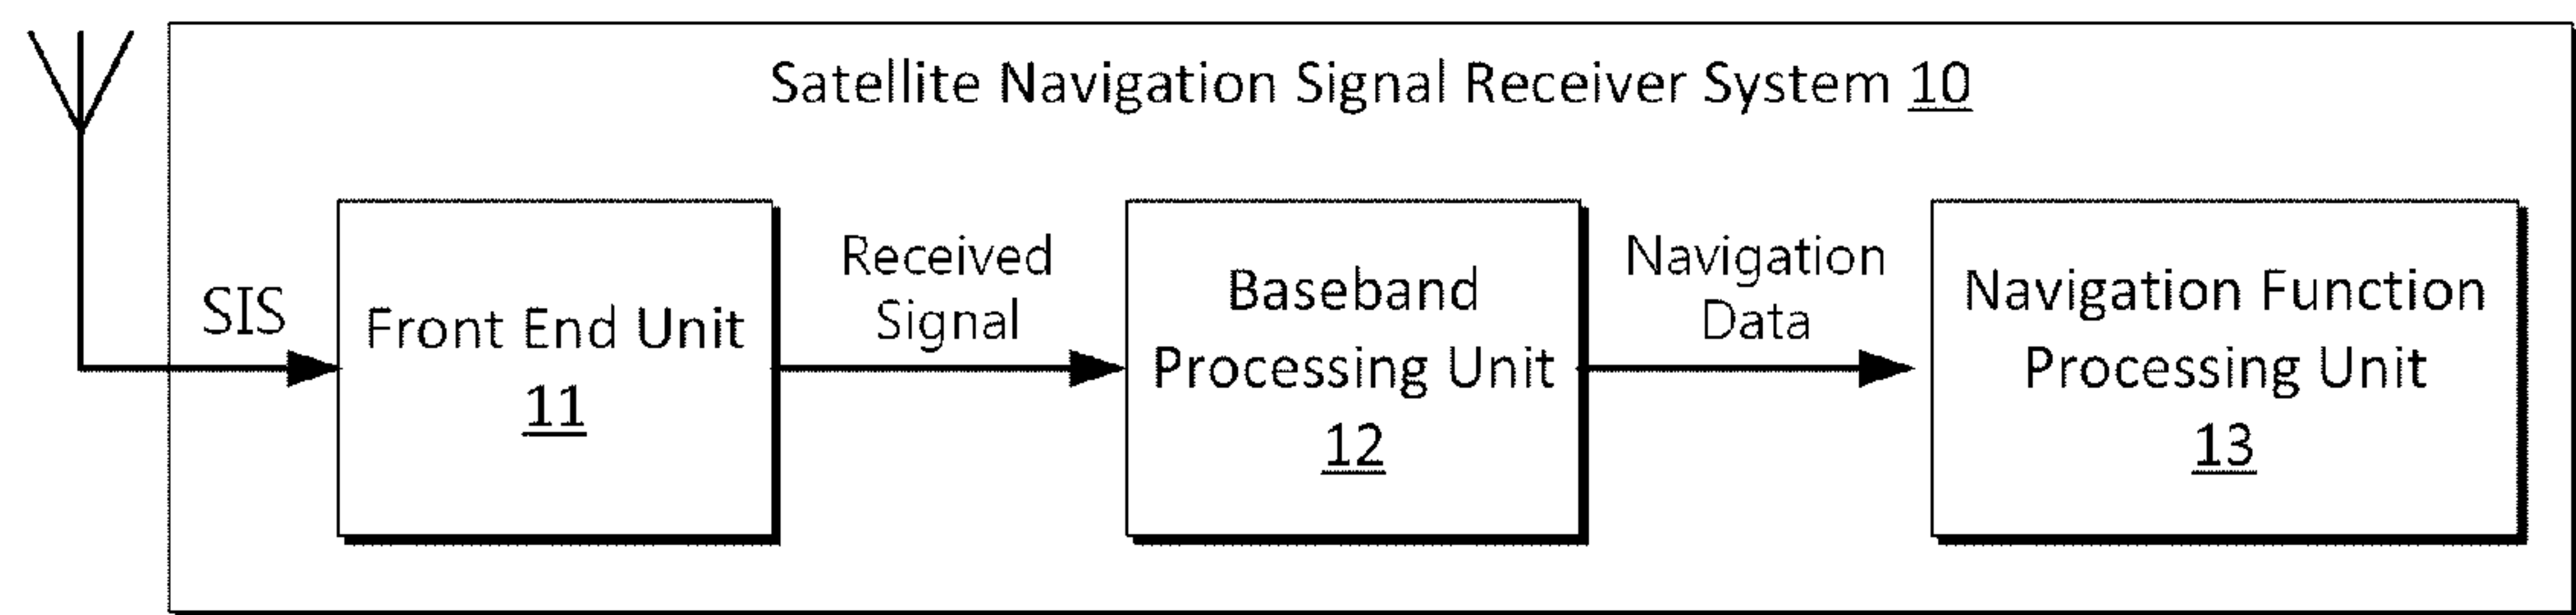 Satellite Navigation Signal Receiver System 10
SIS
Front End Unit
11
Received
Signal
Baseband
Processing Unit
12
Navigation
Data
Navigation Function
Processing Unit
13